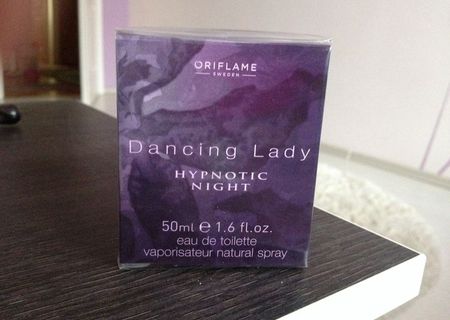 ORIFLAME
SWEDEN
Dancing Lady
HYPNOTIC
NIGHT
50ml ℮ 1.6 fl.oz.
eau de toilette
vaporisateur natural spray